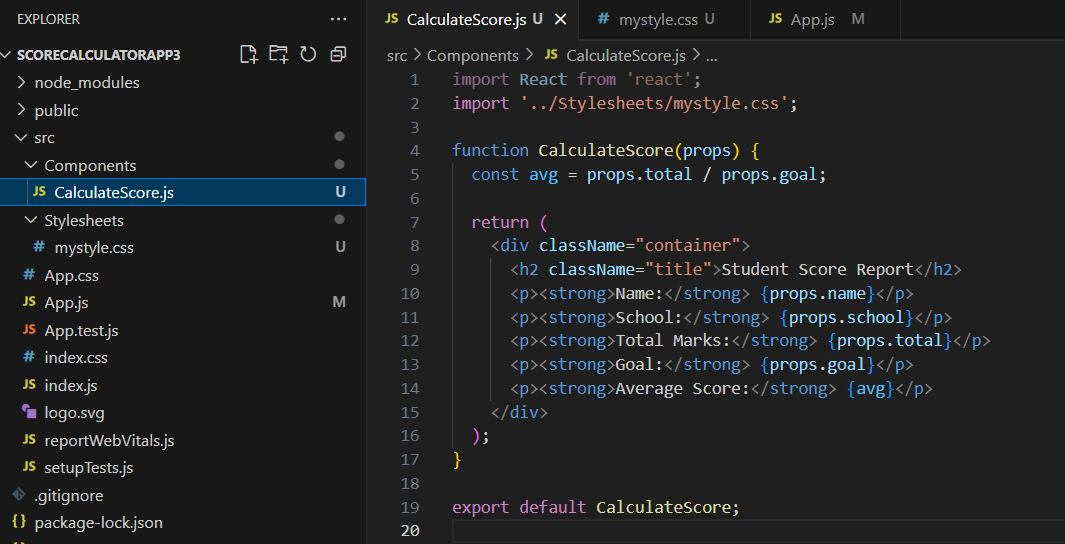 EXPLORER ...
SCORECALCULATORAPP3
> node_modules
> public
src
Components
JS CalculateScore.js U
Stylesheets
# mystyle.css U
# App.css
JS App.js M
JS App.test.js
# index.css
JS index.js
logo.svg
JS reportWebVitals.js
JS setupTests.js
.gitignore
{} package-lock.json
JS CalculateScore.js U ×
# mystyle.css U
JS App.js M
src > Components > JS CalculateScore.js > ...
1 import React from 'react';
2 import '../Stylesheets/mystyle.css';
3
4 function CalculateScore(props) {
5 const avg = props.total / props.goal;
6
7 return (
8 <div className="container">
9 <h2 className="title">Student Score Report</h2>
10 <p><strong>Name:</strong> {props.name}</p>
11 <p><strong>School:</strong> {props.school}</p>
12 <p><strong>Total Marks:</strong> {props.total}</p>
13 <p><strong>Goal:</strong> {props.goal}</p>
14 <p><strong>Average Score:</strong> {avg}</p>
15 </div>
16 );
17 }
18
19 export default CalculateScore;
20